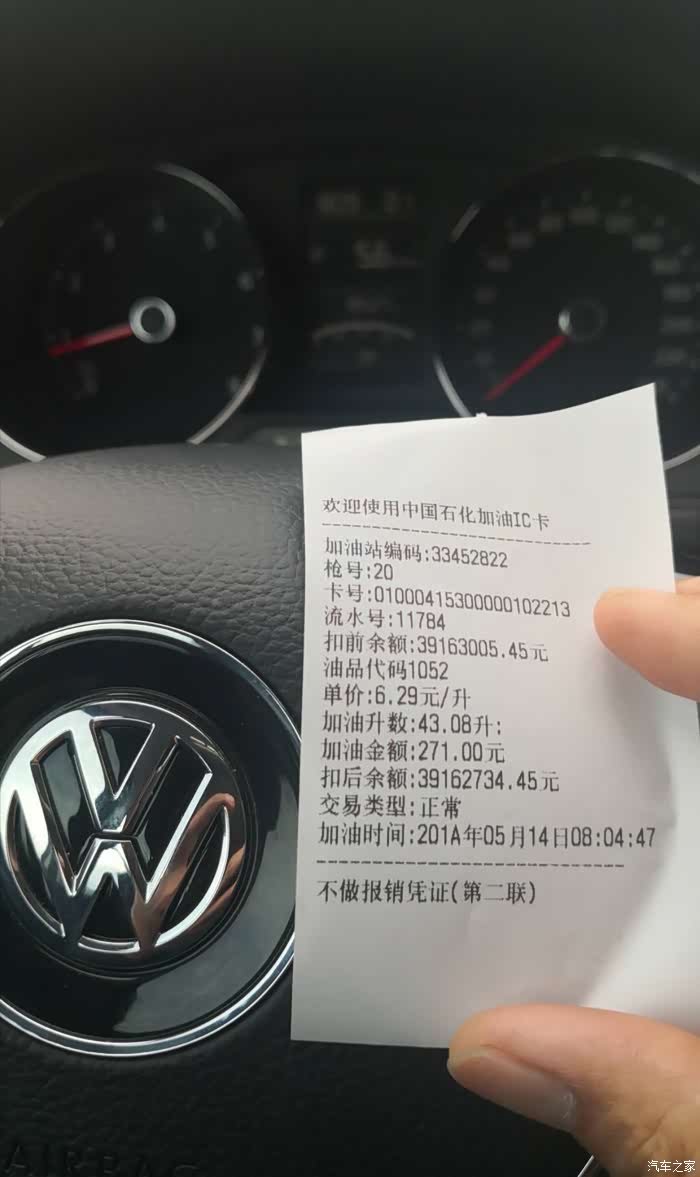 欢迎使用中国石化加油IC卡
加油站编码:33452822
枪号:20
卡号:0100041530000010​2213
流水号:11784
扣前余额:39163005.45元
油品代码1052
单价:6.29元/升
加油升数:43.08升:
加油金额:271.00元
扣后余额:39162734.45元
交易类型:正常
加油时间:201A年05月14日08:04:47
不做报销凭证(第二联)
AIRBAG
汽车之家